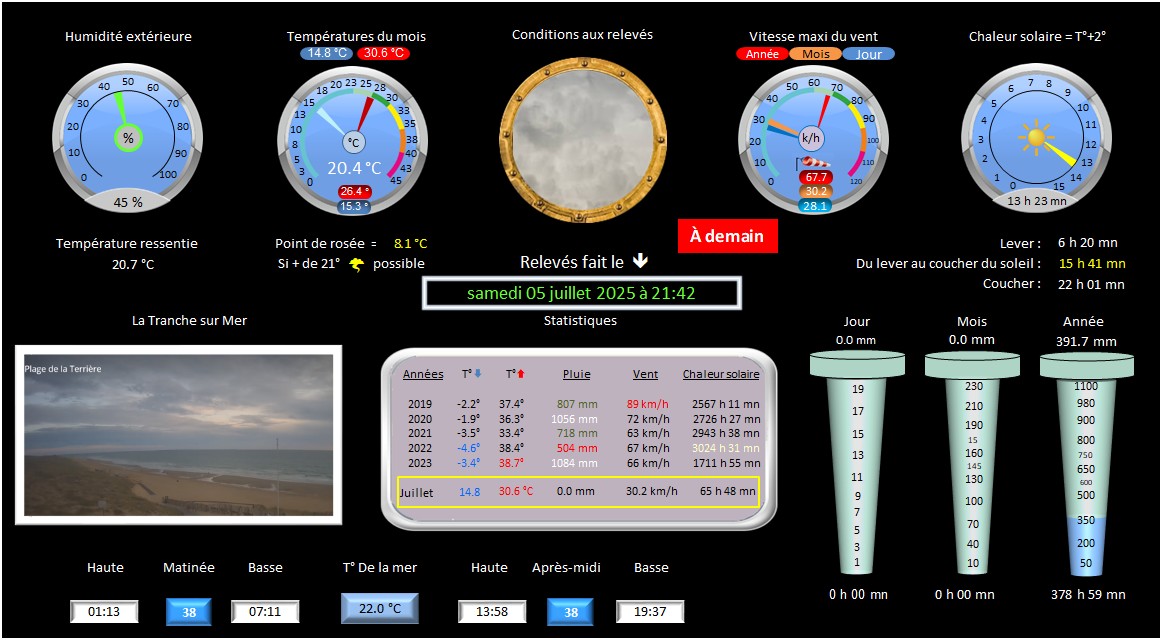 Humidité extérieure
Températures du mois
14.8 °C 30.6 °C
Conditions aux relevés
Vitesse maxi du vent
Année Mois Jour
Chaleur solaire = T°+2°
0 10 20 30 40 50 60 70 80 90 100
%
45 %
0 3 5 8 10 13 15 18 20 23 25 28 30 33 35 38 40 43 45
°C
20.4 °C
26.4 °
15.3 °
0 10 20 30 40 50 60 70 80 90 100 110 120
k/h
67.7
30.2
28.1
0 1 2 3 4 5 6 7 8 9 10 11 12 13 14 15
13 h 23 mn
Température ressentie
20.7 °C
Point de rosée = 8.1 °C
Si + de 21° possible
À demain
Relevés fait le
samedi 05 juillet 2025 à 21:42
Lever : 6 h 20 mn
Du lever au coucher du soleil : 15 h 41 mn
Coucher : 22 h 01 mn
La Tranche sur Mer
Plage de la Terrière
Statistiques
Années T° T° Pluie Vent Chaleur solaire
2019 -2.2° 37.4° 807 mm 89 km/h 2567 h 11 mn
2020 -1.9° 36.3° 1056 mm 72 km/h 2726 h 27 mn
2021 -3.5° 33.4° 718 mm 63 km/h 2943 h 38 mn
2022 -4.6° 38.4° 504 mm 67 km/h 3024 h 31 mn
2023 -3.4° 38.7° 1084 mm 66 km/h 1711 h 55 mn
Juillet 14.8 30.6 °C 0.0 mm 30.2 km/h 65 h 48 mn
Jour
0.0 mm
19
17
15
13
11
9
7
5
3
1
0 h 00 mn
Mois
0.0 mm
230
210
190
15
160
145
130
100
70
40
10
0 h 00 mn
Année
391.7 mm
1100
980
900
800
750
650
600
500
350
200
50
378 h 59 mn
Haute Matinée Basse T° De la mer Haute Après-midi Basse
01:13 38 07:11 22.0 °C 13:58 38 19:37